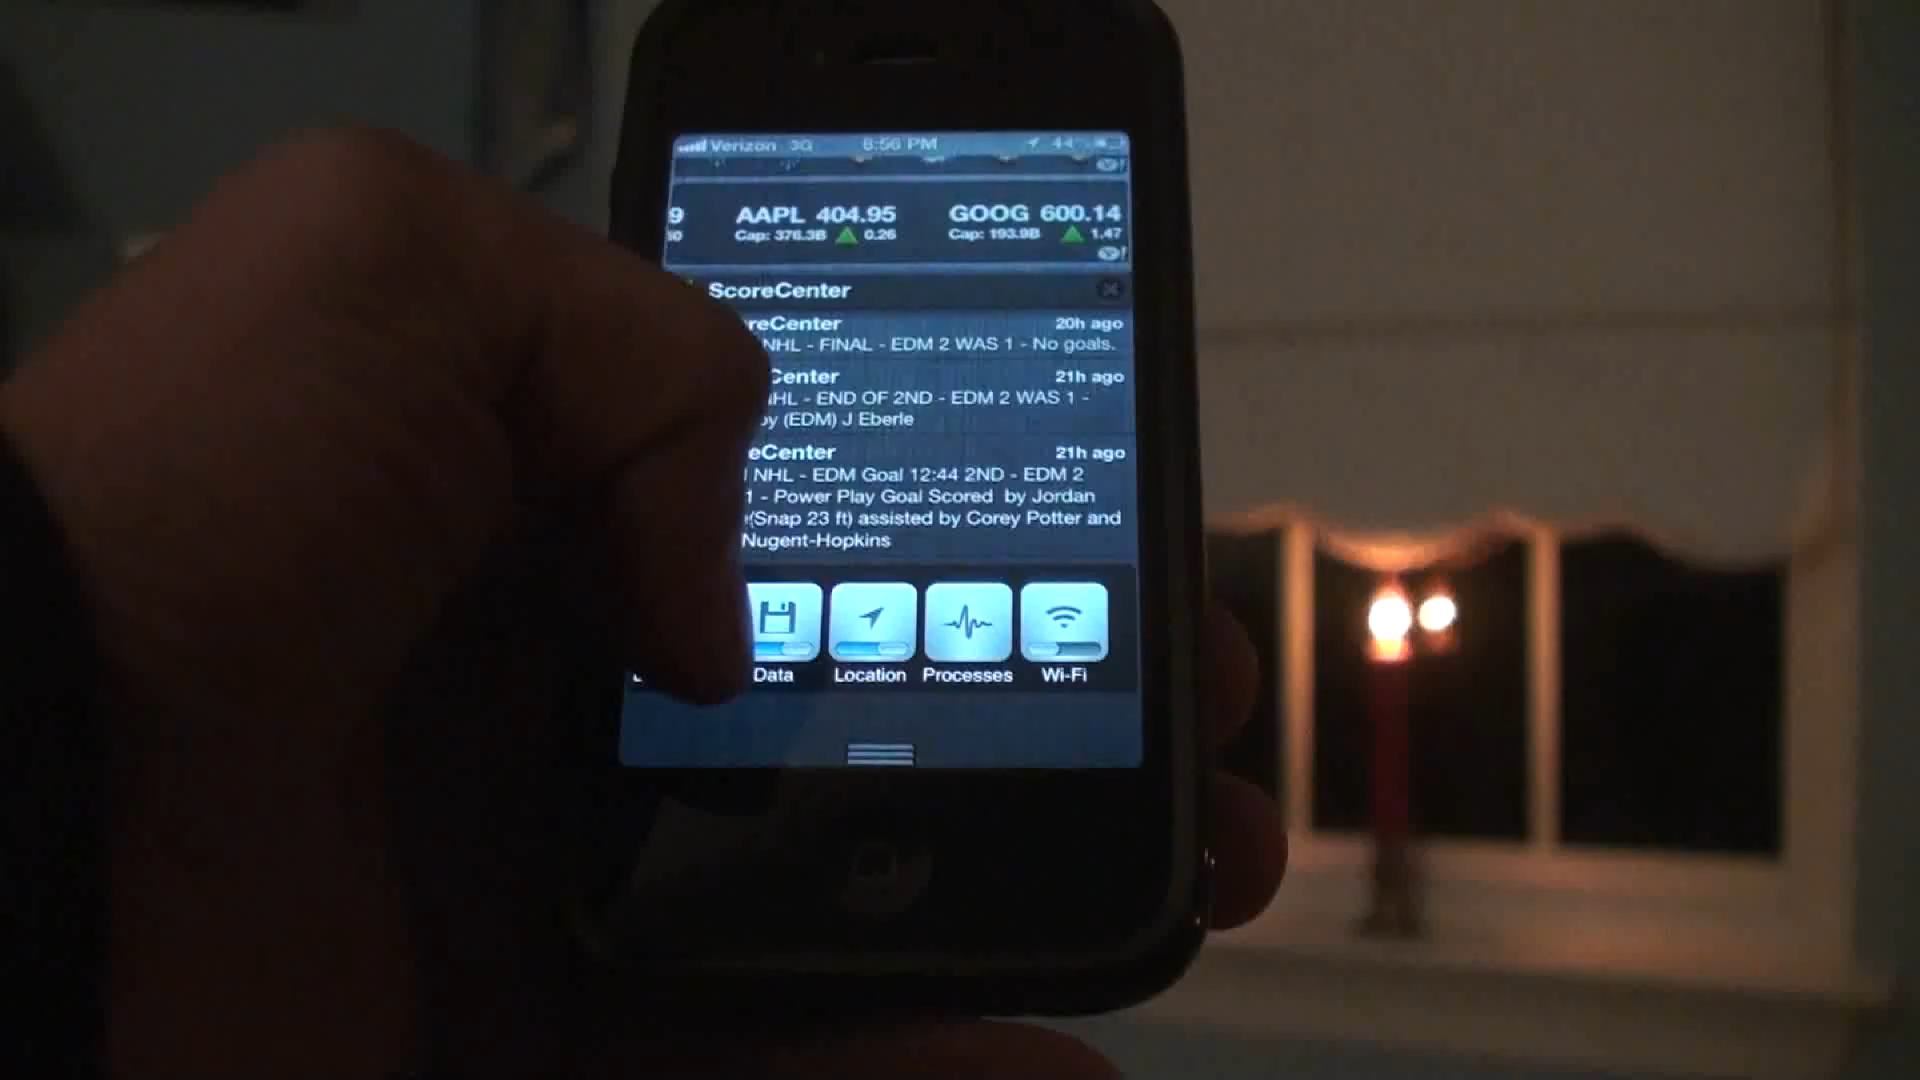 Verizon 3G 8:56 PM 44
9 AAPL 404.95 GOOG 600.14
Cap: 376.3B 0.26 Cap: 193.9B 1.47
ScoreCenter
reCenter 20h ago
NHL - FINAL - EDM 2 WAS 1 - No goals.
Center 21h ago
HL - END OF 2ND - EDM 2 WAS 1 -
by (EDM) J Eberle
eCenter 21h ago
NHL - EDM Goal 12:44 2ND - EDM 2
1 - Power Play Goal Scored by Jordan
(Snap 23 ft) assisted by Corey Potter and
Nugent-Hopkins
Data Location Processes Wi-Fi